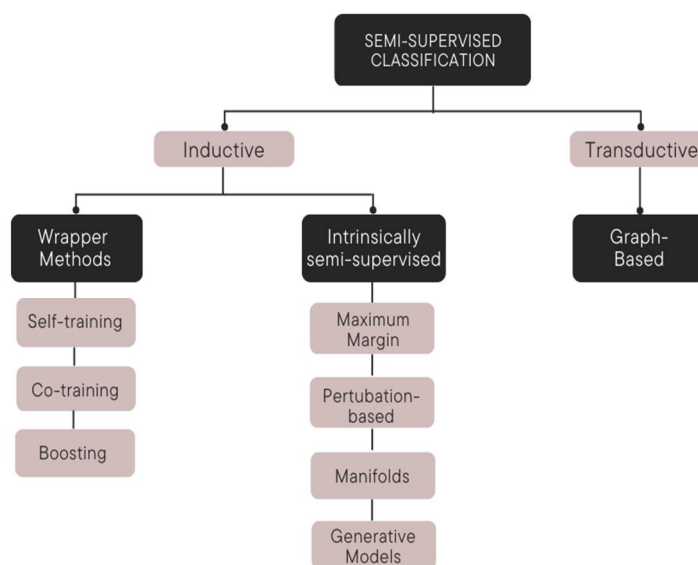 SEMI-SUPERVISED
CLASSIFICATION
Inductive
Transductive
Wrapper
Methods
Intrinsically
semi-supervised
Graph-
Based
Self-training
Co-training
Boosting
Maximum
Margin
Pertubation-
based
Manifolds
Generative
Models